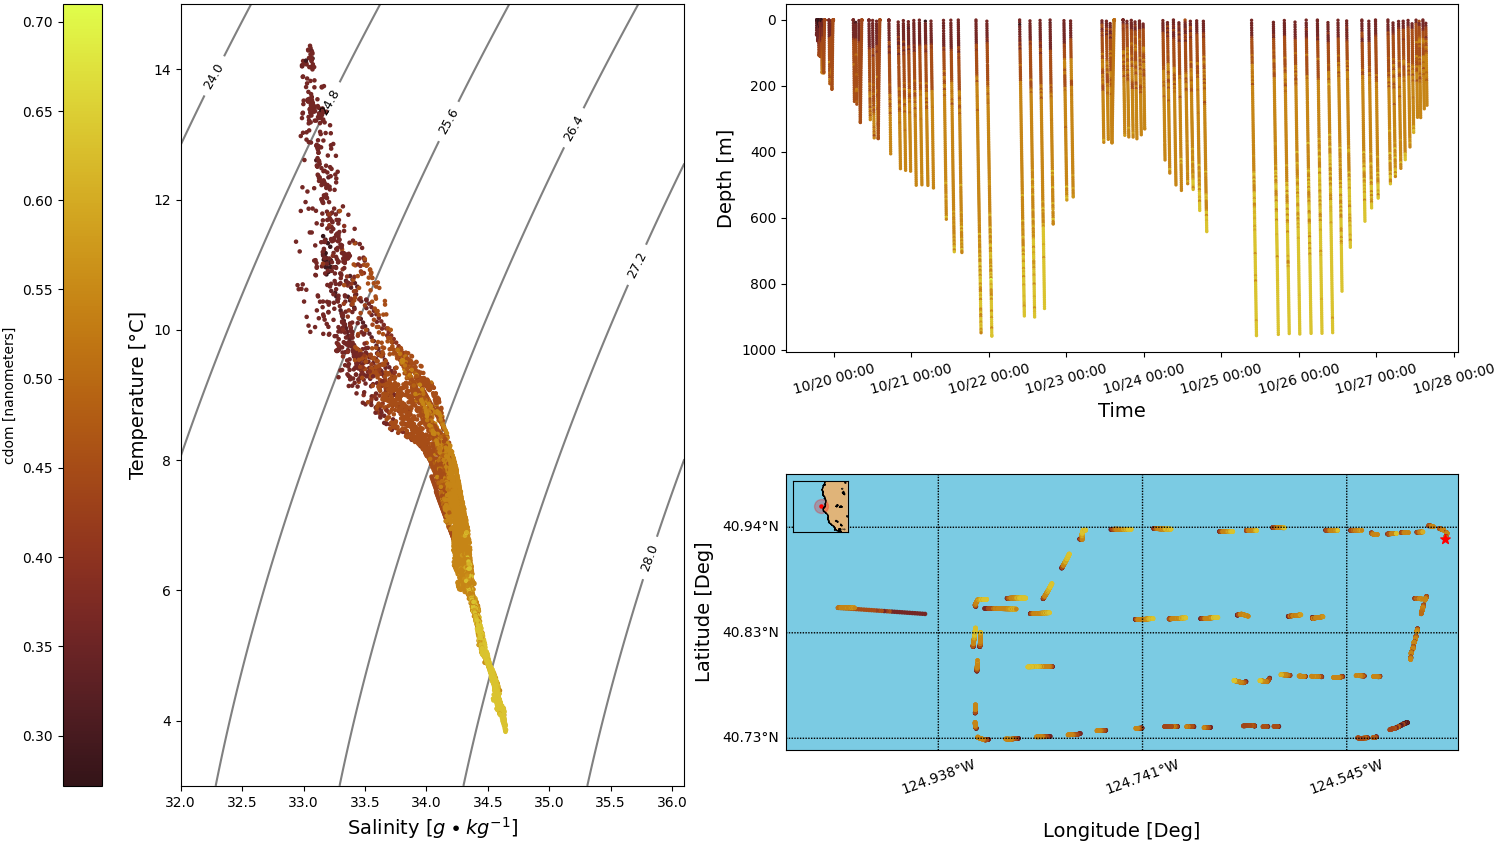 0.70
0.65
0.60
0.55
0.50
0.45
0.40
0.35
0.30
cdom [nanometers]
14
12
10
8
6
4
Temperature [°C]
24.0
24.8
25.6
26.4
27.2
28.0
32.0 32.5 33.0 33.5 34.0 34.5 35.0 35.5 36.0
Salinity [g • kg⁻¹]
0
200
400
600
800
1000
Depth [m]
10/20 00:00 10/21 00:00 10/22 00:00 10/23 00:00 10/24 00:00 10/25 00:00 10/26 00:00 10/27 00:00 10/28 00:00
Time
40.94°N
40.83°N
40.73°N
Latitude [Deg]
124.938°W 124.741°W 124.545°W
Longitude [Deg]